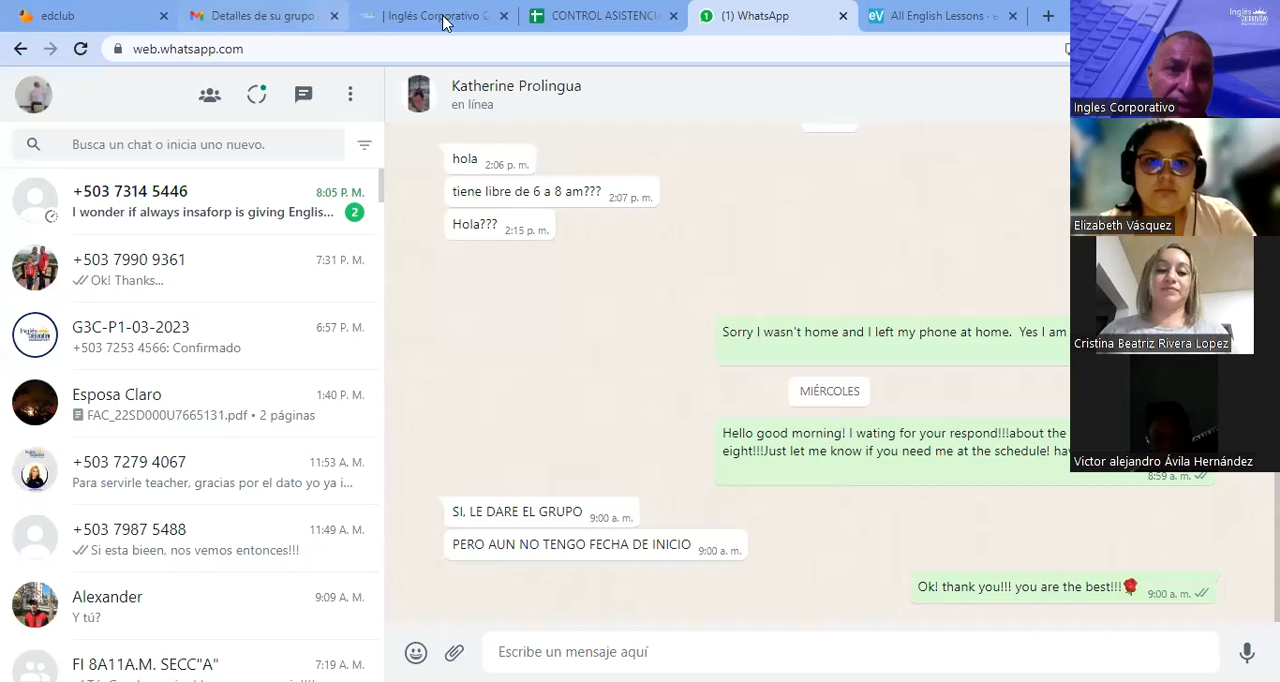 edclub
Detalles de su grupo
Inglés Corporativo
CONTROL ASISTENCIA
(1) WhatsApp
All English Lessons - e
web.whatsapp.com
Inglés
CORPORATIVO
Katherine Proлingua
en línea
Busca un chat o inicia uno nuevo.
+503 7314 5446
8:05 P. M.
I wonder if always insaforp is giving Englis...
2
+503 7990 9361
7:31 P. M.
Ok! Thanks...
G3C-P1-03-2023
6:57 P. M.
+503 7255 4566: Confirmado
Esposa Claro
1:40 P. M.
FAC_22SD000U7665131.pdf • 2 páginas
+503 7279 4067
Para servirle teacher, gracias por el dato yo ya i...
+503 7987 5488
11:49 A. M.
Si esta bieen, nos vemos entonces!!!
Alexander
9:09 A. M.
Y tú?
FI 8A11A.M. SECC"A"
7:19 A. M.
hola
2:06 p. m.
tiene libre de 6 a 8 am???
2:07 p. m.
Hola???
2:15 p. m.
Sorry I wasn't home and I left my phone at home. Yes I am
MIÉRCOLES
Hello good morning! I wating for your respond!!!about the
eight!!!Just let me know if you need me at the schedule! ha
8:59 a. m.
SI, LE DARE EL GRUPO
9:00 a. m.
PERO AUN NO TENGO FECHA DE INICIO
9:00 a. m.
Ok! thank you!!! you are the best!!!🌹
9:00 a. m.
Escribe un mensaje aquí
Ingles Corporativo
Elizabeth Vásquez
Cristina Beatriz Rivera Lopez
Victor alejandro Ávila Hernández